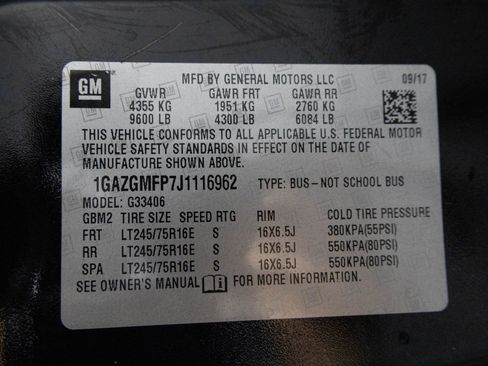 GM
MFD BY GENERAL MOTORS LLC 09/17
GVWR GAWR FRT GAWR RR
4355 KG 1951 KG 2760 KG
9600 LB 4300 LB 6084 LB
THIS VEHICLE CONFORMS TO ALL APPLICABLE U.S. FEDERAL MOTOR
VEHICLE SAFETY STANDARDS IN EFFECT ON THE DATE OF
MANUFACTURE SHOWN ABOVE.
1GAZGMFP7J1116962 TYPE: BUS–NOT SCHOOL BUS
MODEL: G33406
GBM2 TIRE SIZE SPEED RTG RIM COLD TIRE PRESSURE
FRT LT245/75R16E S 16X6.5J 380KPA(55PSI)
RR LT245/75R16E S 16X6.5J 550KPA(80PSI)
SPA LT245/75R16E S 16X6.5J 550KPA(80PSI)
SEE OWNER'S MANUAL FOR MORE INFORMATION.